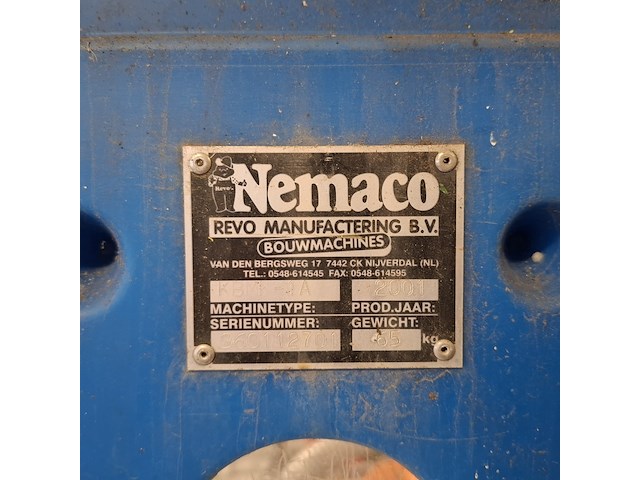 Revo's
Nemaco
REVO MANUFACTERING B.V.
BOUWMACHINES
VAN DEN BERGSWEG 17 7442 CK NIJVERDAL (NL)
TEL.: 0548-614545 FAX: 0548-614595
MACHINETYPE: PROD.JAAR:
SERIENUMMER: GEWICHT:
kg